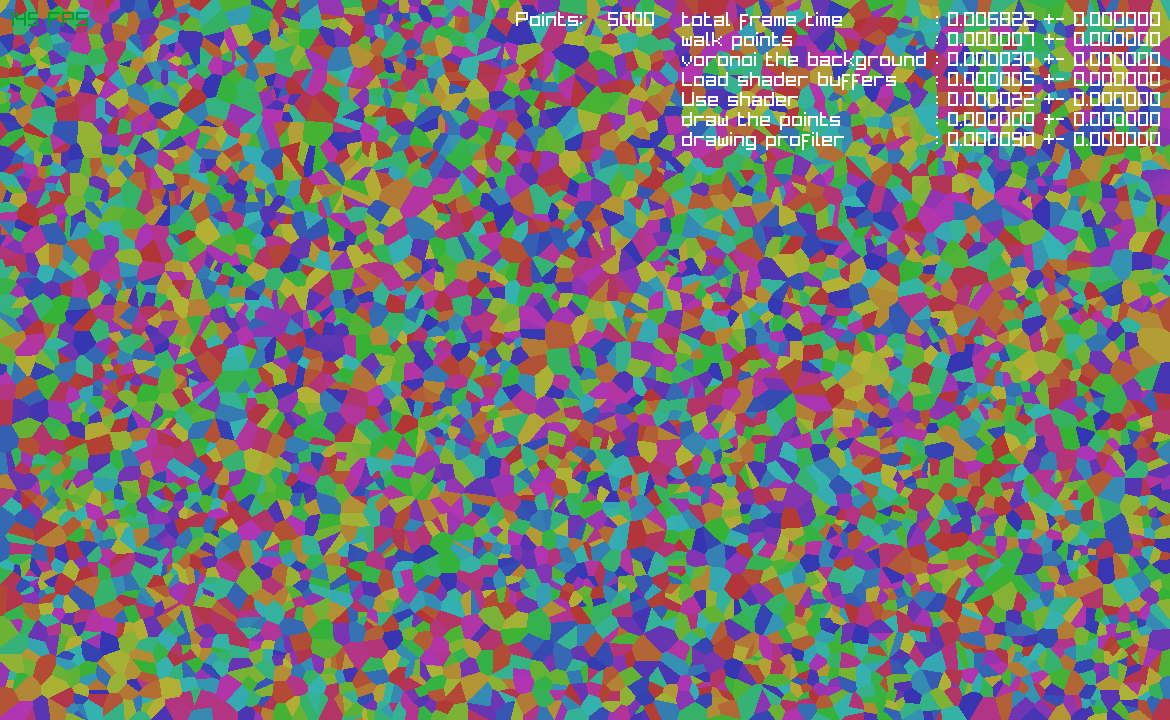 145 FPS
Points: 5000
total frame time : 0.006822 +- 0.000000
walk points : 0.000007 +- 0.000000
voronoi the background : 0.000030 +- 0.000000
Load shader buffers : 0.000005 +- 0.000000
Use shader : 0.000022 +- 0.000000
draw the points : 0.000000 +- 0.000000
drawing profiler : 0.000090 +- 0.000000